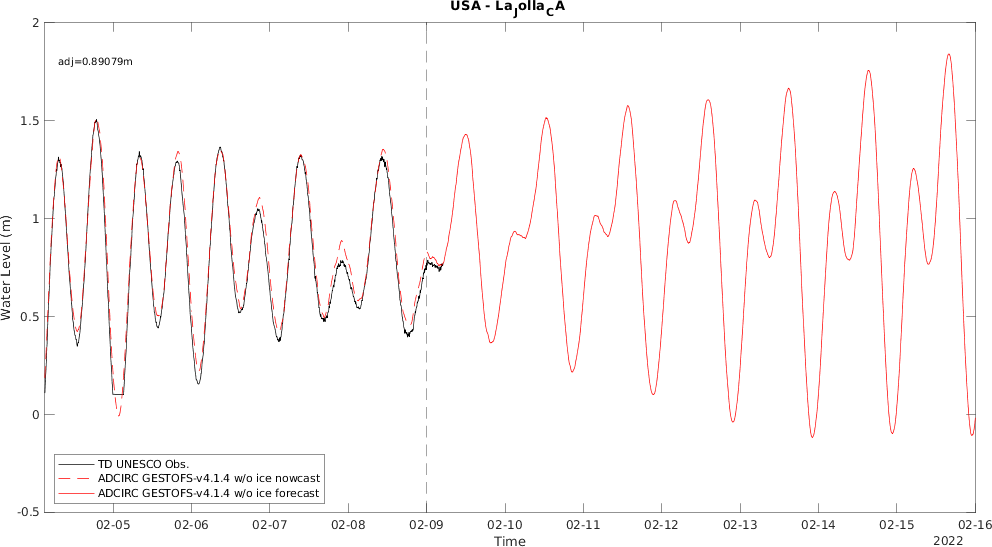 USA - LaJollaCA
2
1.5
1
0.5
0
-0.5
Water Level (m)
adj=0.89079m
TD UNESCO Obs.
ADCIRC GESTOFS-v4.1.4 w/o ice nowcast
ADCIRC GESTOFS-v4.1.4 w/o ice forecast
02-05 02-06 02-07 02-08 02-09 02-10 02-11 02-12 02-13 02-14 02-15 02-16
Time
2022